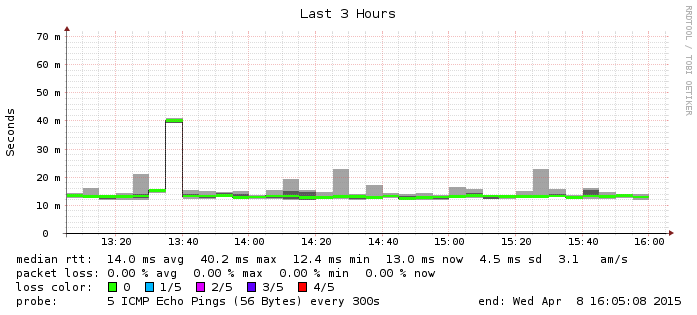 Last 3 Hours
RRDTOOL / TOBI OETIKER
Seconds
70 m
60 m
50 m
40 m
30 m
20 m
10 m
0
13:20 13:40 14:00 14:20 14:40 15:00 15:20 15:40 16:00
median rtt: 14.0 ms avg 40.2 ms max 12.4 ms min 13.0 ms now 4.5 ms sd 3.1 am/s
packet loss: 0.00 % avg 0.00 % max 0.00 % min 0.00 % now
loss color: 0 1/5 2/5 3/5 4/5
probe: 5 ICMP Echo Pings (56 Bytes) every 300s end: Wed Apr 8 16:05:08 2015